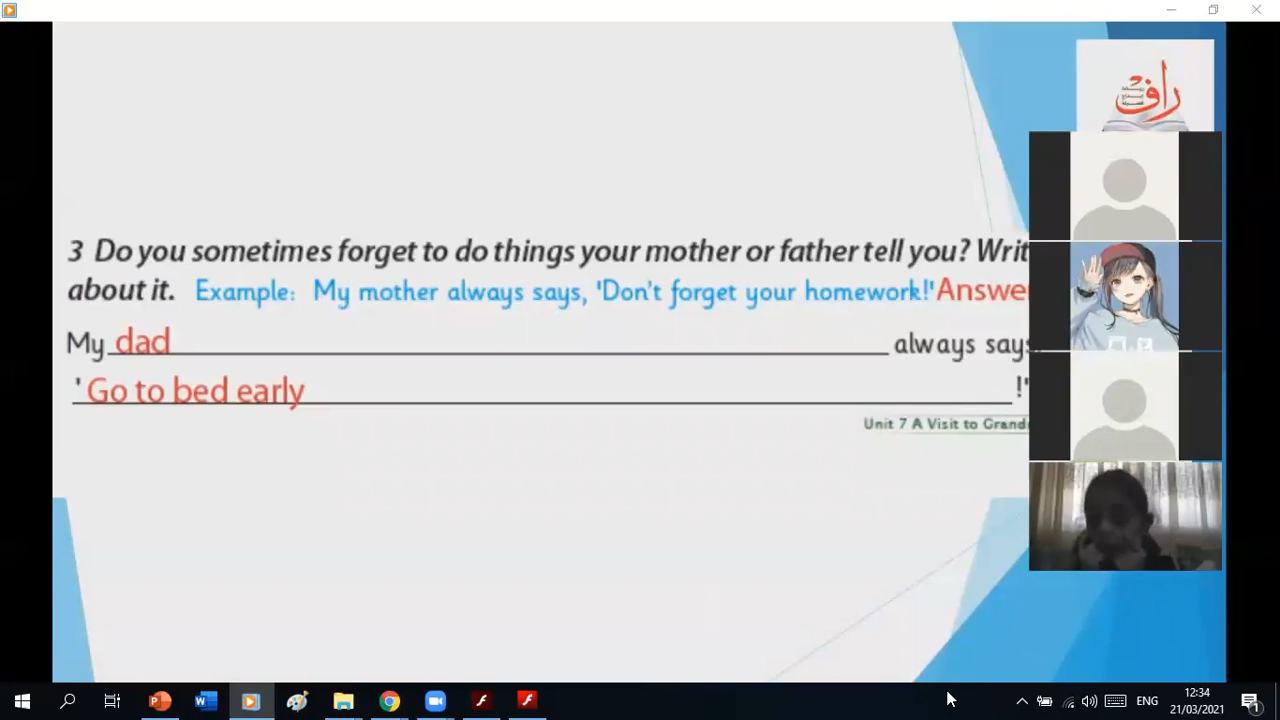 راف
3 Do you sometimes forget to do things your mother or father tell you? Writ
about it. Example: My mother always says, 'Don't forget your homework!' Answe
My dad always says
' Go to bed early !'
Unit 7 A Visit to Grand
ENG
12:34
21/03/2021